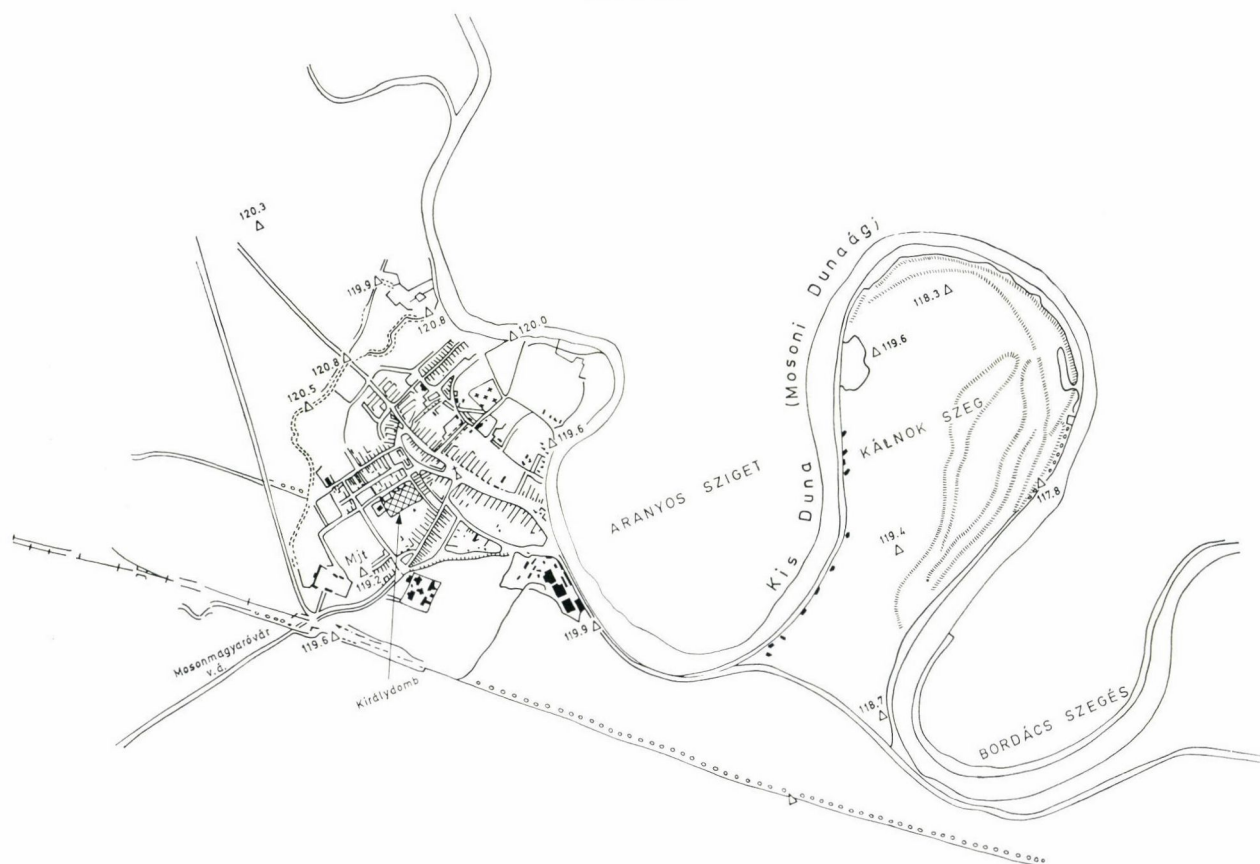 120.3
119.9
120.8
120.0
120.8
120.5
119.6
Kis Duna (Mosoni Dunaág)
118.3
119.6
KÁLNOK SZEG
ARANYOS SZIGET
117.8
119.4
Mjt
119.2
119.9
119.6
Mosonmagyaróvár
v.á.
Királydomb
118.7
BORDÁCS SZEGÉS